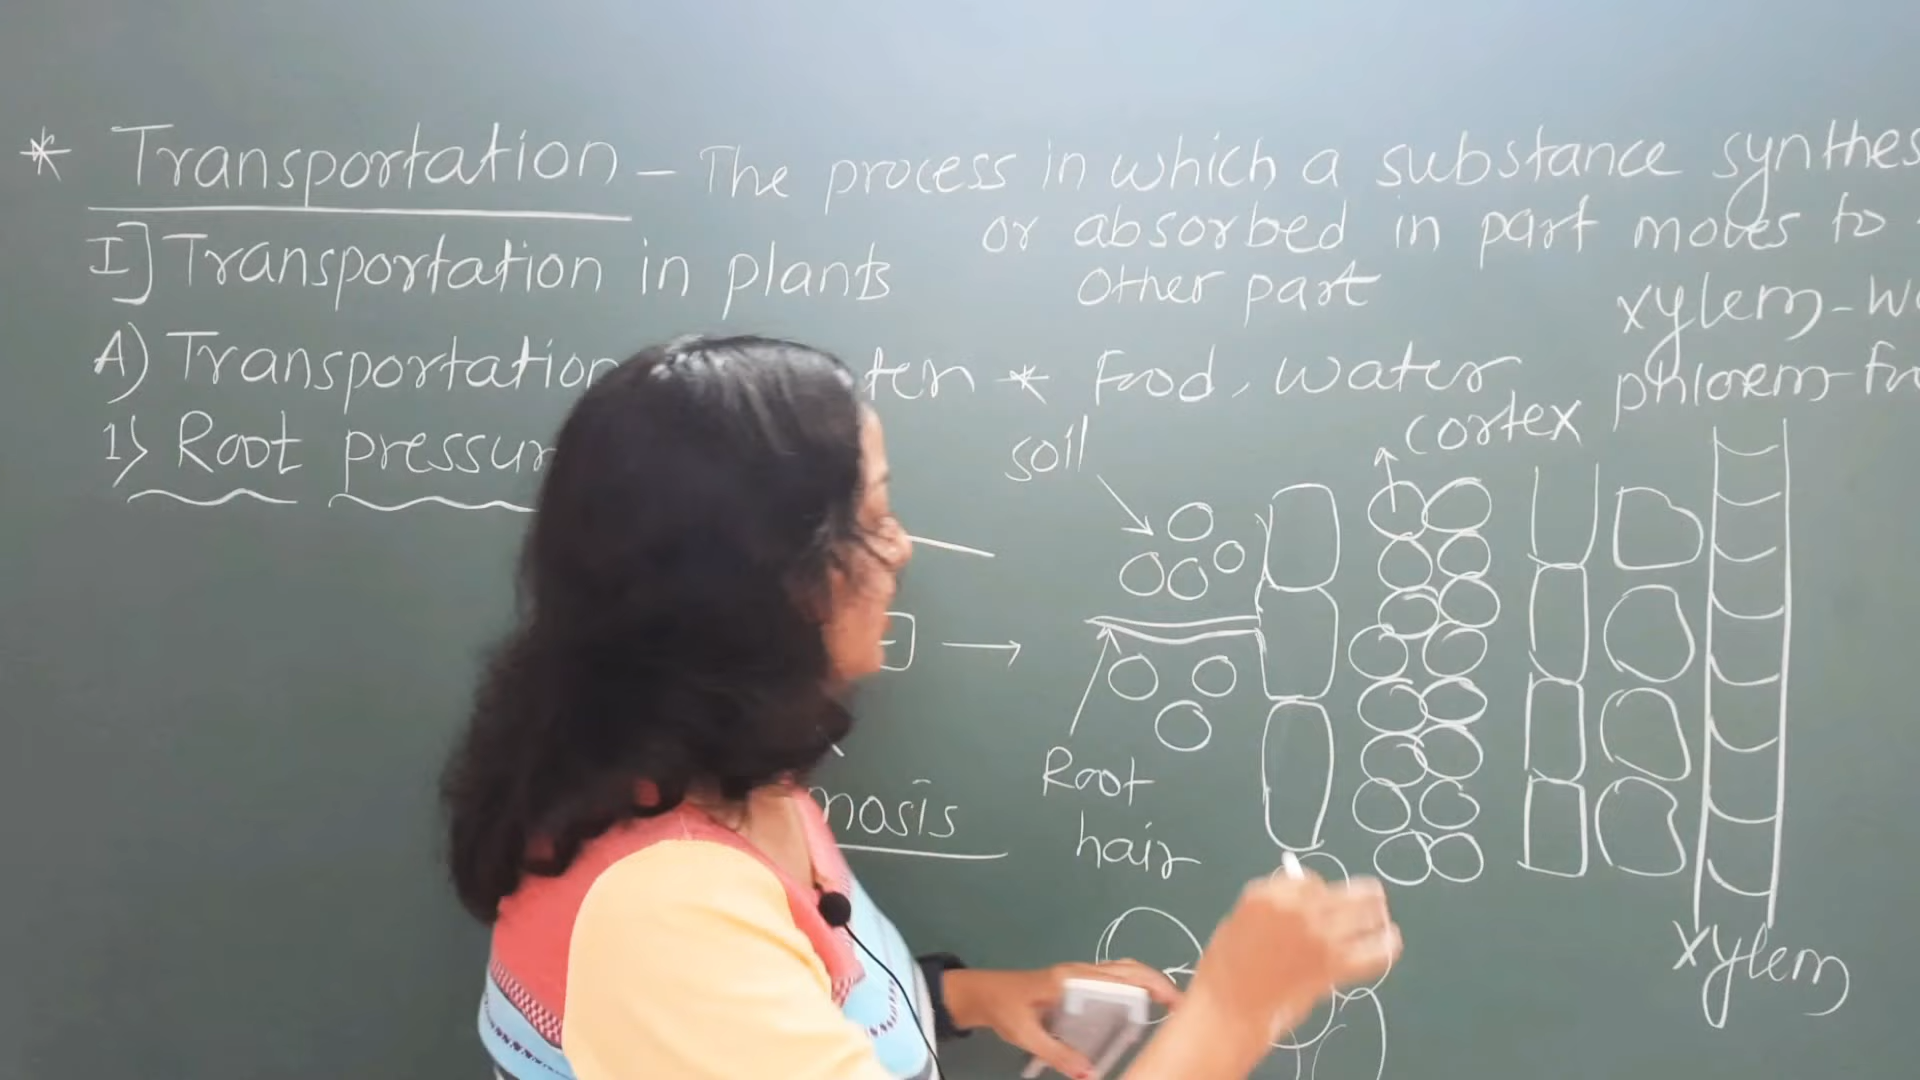 * Transportation – The process in which a substance synthes
or absorbed in part moves to
other part
I] Transportation in plants
xylem - w
phloem - fo
A) Transportation
* Food, water
1) Root pressur
soil
cortex
Root
hair
nosis
xylem